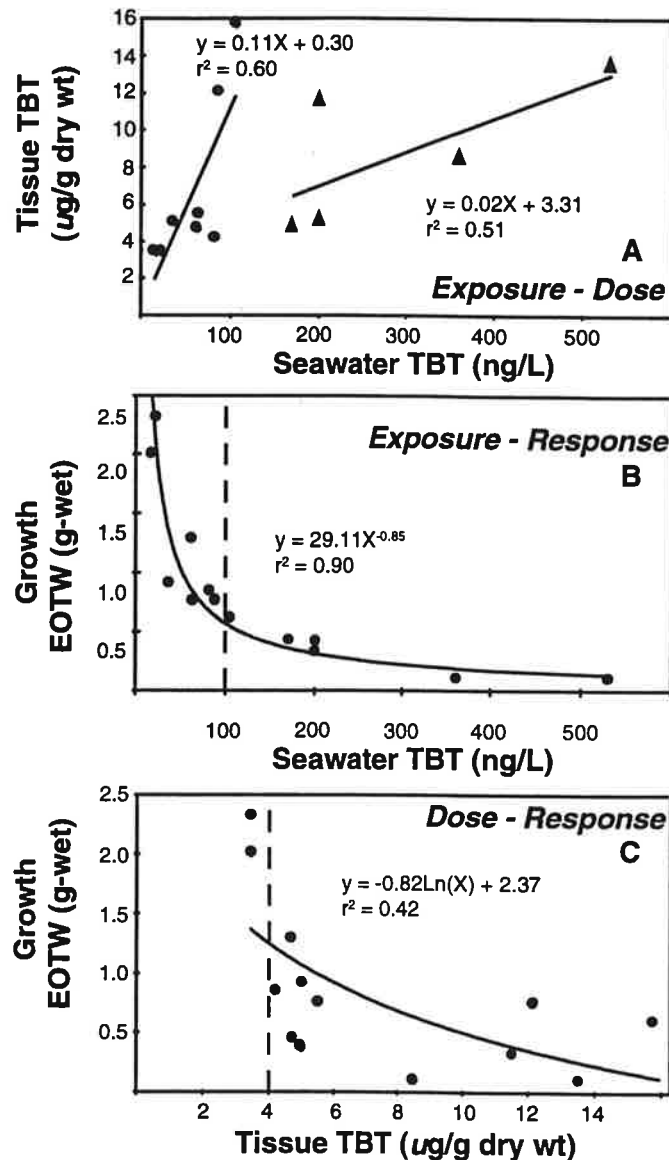 16
14
12
10
8
6
4
2
Tissue TBT
(ug/g dry wt)
y = 0.11X + 0.30
r² = 0.60
y = 0.02X + 3.31
r² = 0.51
A
Exposure - Dose
100 200 300 400 500
Seawater TBT (ng/L)
2.5
2.0
1.5
1.0
0.5
Growth
EOTW (g-wet)
Exposure - Response
B
y = 29.11X^-0.85
r² = 0.90
100 200 300 400 500
Seawater TBT (ng/L)
2.5
2.0
1.5
1.0
0.5
Growth
EOTW (g-wet)
Dose - Response
C
y = -0.82Ln(X) + 2.37
r² = 0.42
2 4 6 8 10 12 14
Tissue TBT (ug/g dry wt)